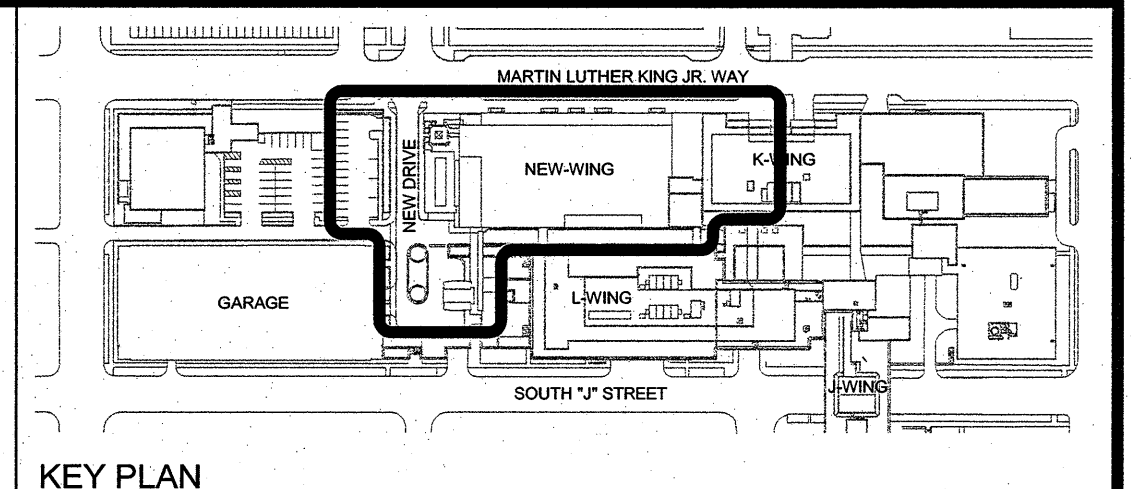 MARTIN LUTHER KING JR. WAY
K-WING
NEW-WING
NEW DRIVE
GARAGE
L-WING
J-WING
SOUTH "J" STREET
KEY PLAN